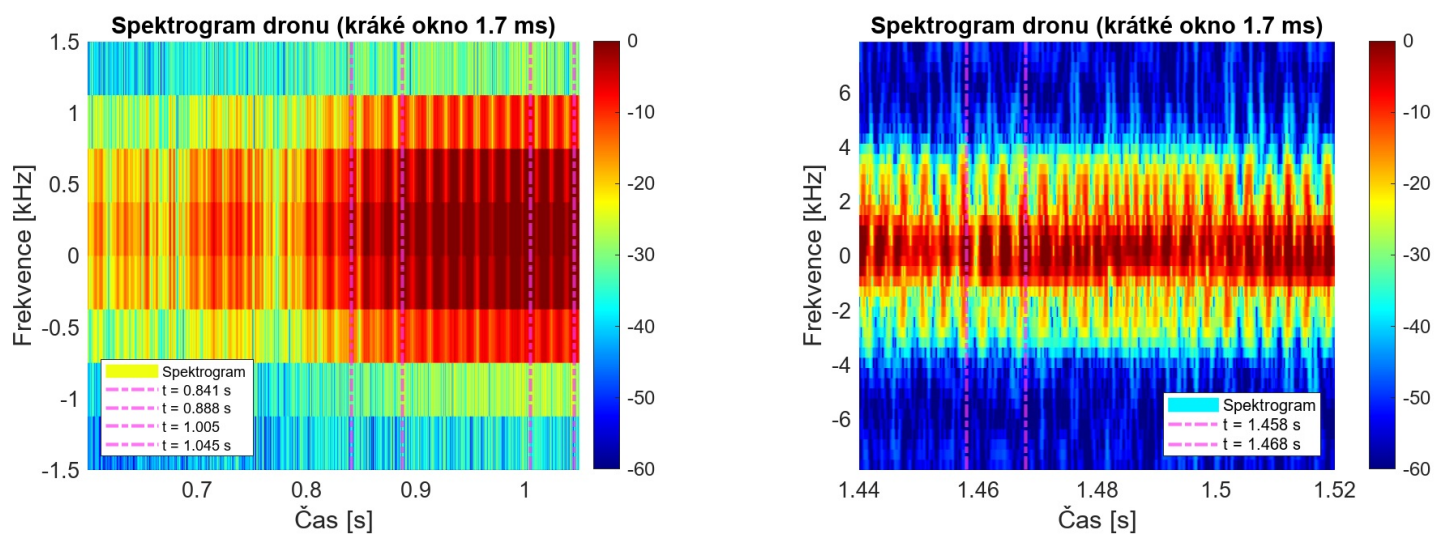 Spektrogram dronu (kráké okno 1.7 ms)
1.5
1
0.5
0
-0.5
-1
-1.5
Frekvence [kHz]
0.7
0.8
0.9
1
Čas [s]
Spektrogram
t = 0.841 s
t = 0.888 s
t = 1.005
t = 1.045 s
0
-10
-20
-30
-40
-50
-60
Spektrogram dronu (krátké okno 1.7 ms)
6
4
2
0
-2
-4
-6
Frekvence [kHz]
1.44
1.46
1.48
1.5
1.52
Čas [s]
Spektrogram
t = 1.458 s
t = 1.468 s
0
-10
-20
-30
-40
-50
-60